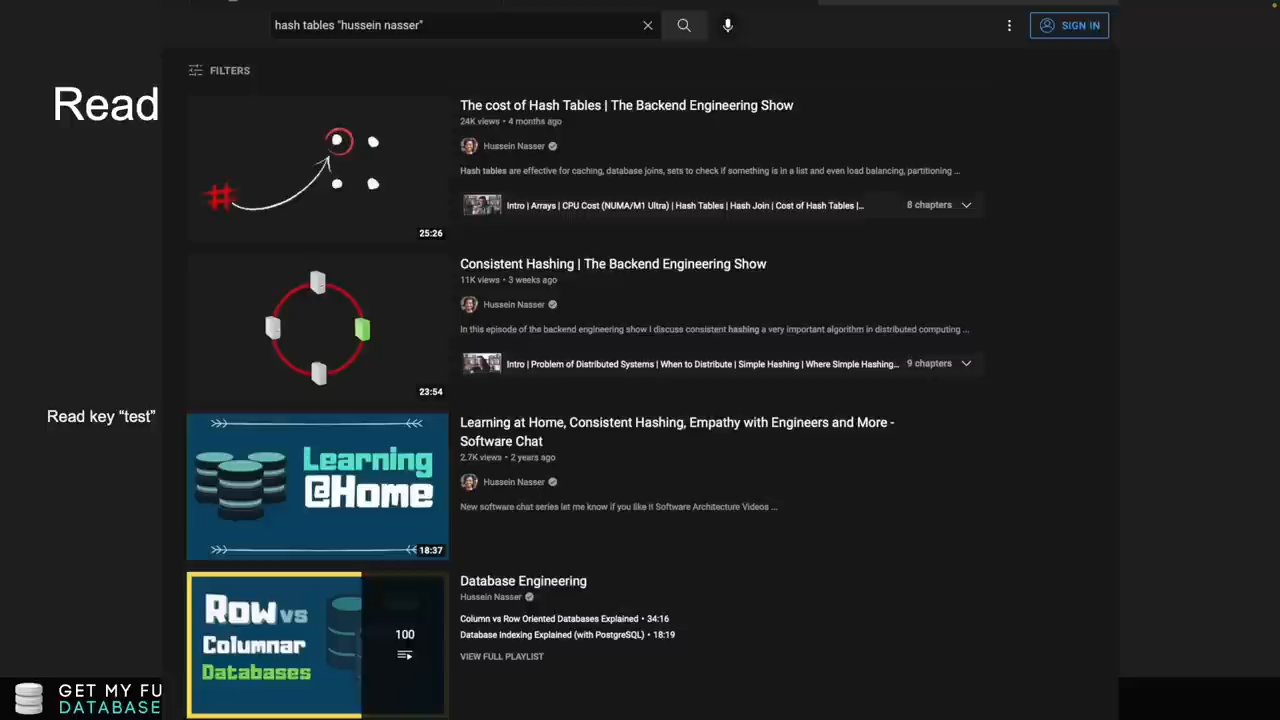 hash tables "hussein nasser"
SIGN IN
FILTERS
Read
The cost of Hash Tables | The Backend Engineering Show
24K views • 4 months ago
Hussein Nasser
Hash tables are effective for caching, database joins, sets to check if something is in a list and even load balancing, partitioning ...
Intro | Arrays | CPU Cost (NUMA/M1 Ultra) | Hash Tables | Hash Join | Cost of Hash Tables |...
8 chapters
#
25:26
Consistent Hashing | The Backend Engineering Show
11K views • 3 weeks ago
Hussein Nasser
In this episode of the backend engineering show I discuss consistent hashing a very important algorithm in distributed computing ...
Intro | Problem of Distributed Systems | When to Distribute | Simple Hashing | Where Simple Hashing...
9 chapters
23:54
Read key “test”
Learning
@Home
18:37
Learning at Home, Consistent Hashing, Empathy with Engineers and More -
Software Chat
2.7K views • 2 years ago
Hussein Nasser
New software chat series let me know if you like it Software Architecture Videos ...
Row vs
Columnar
Databases
100
Database Engineering
Hussein Nasser
Column vs Row Oriented Databases Explained • 34:16
Database Indexing Explained (with PostgreSQL) • 18:19
VIEW FULL PLAYLIST
GET MY FU
DATABASE